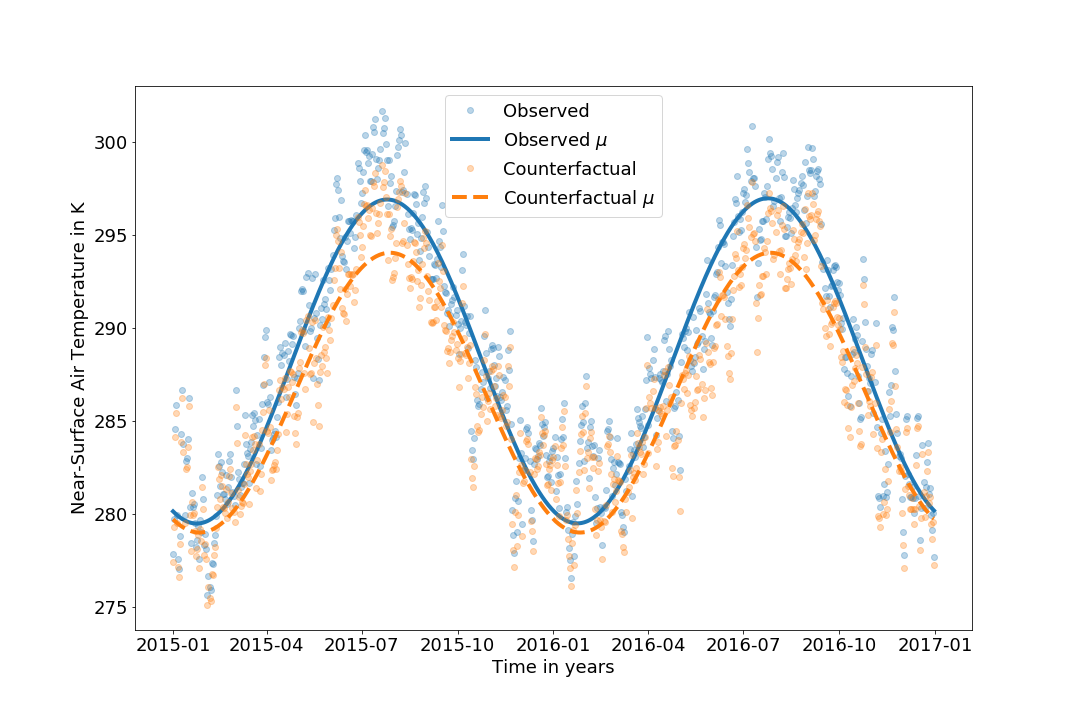 Observed
Observed μ
Counterfactual
Counterfactual μ
Near-Surface Air Temperature in K
300
295
290
285
280
275
2015-01 2015-04 2015-07 2015-10 2016-01 2016-04 2016-07 2016-10 2017-01
Time in years